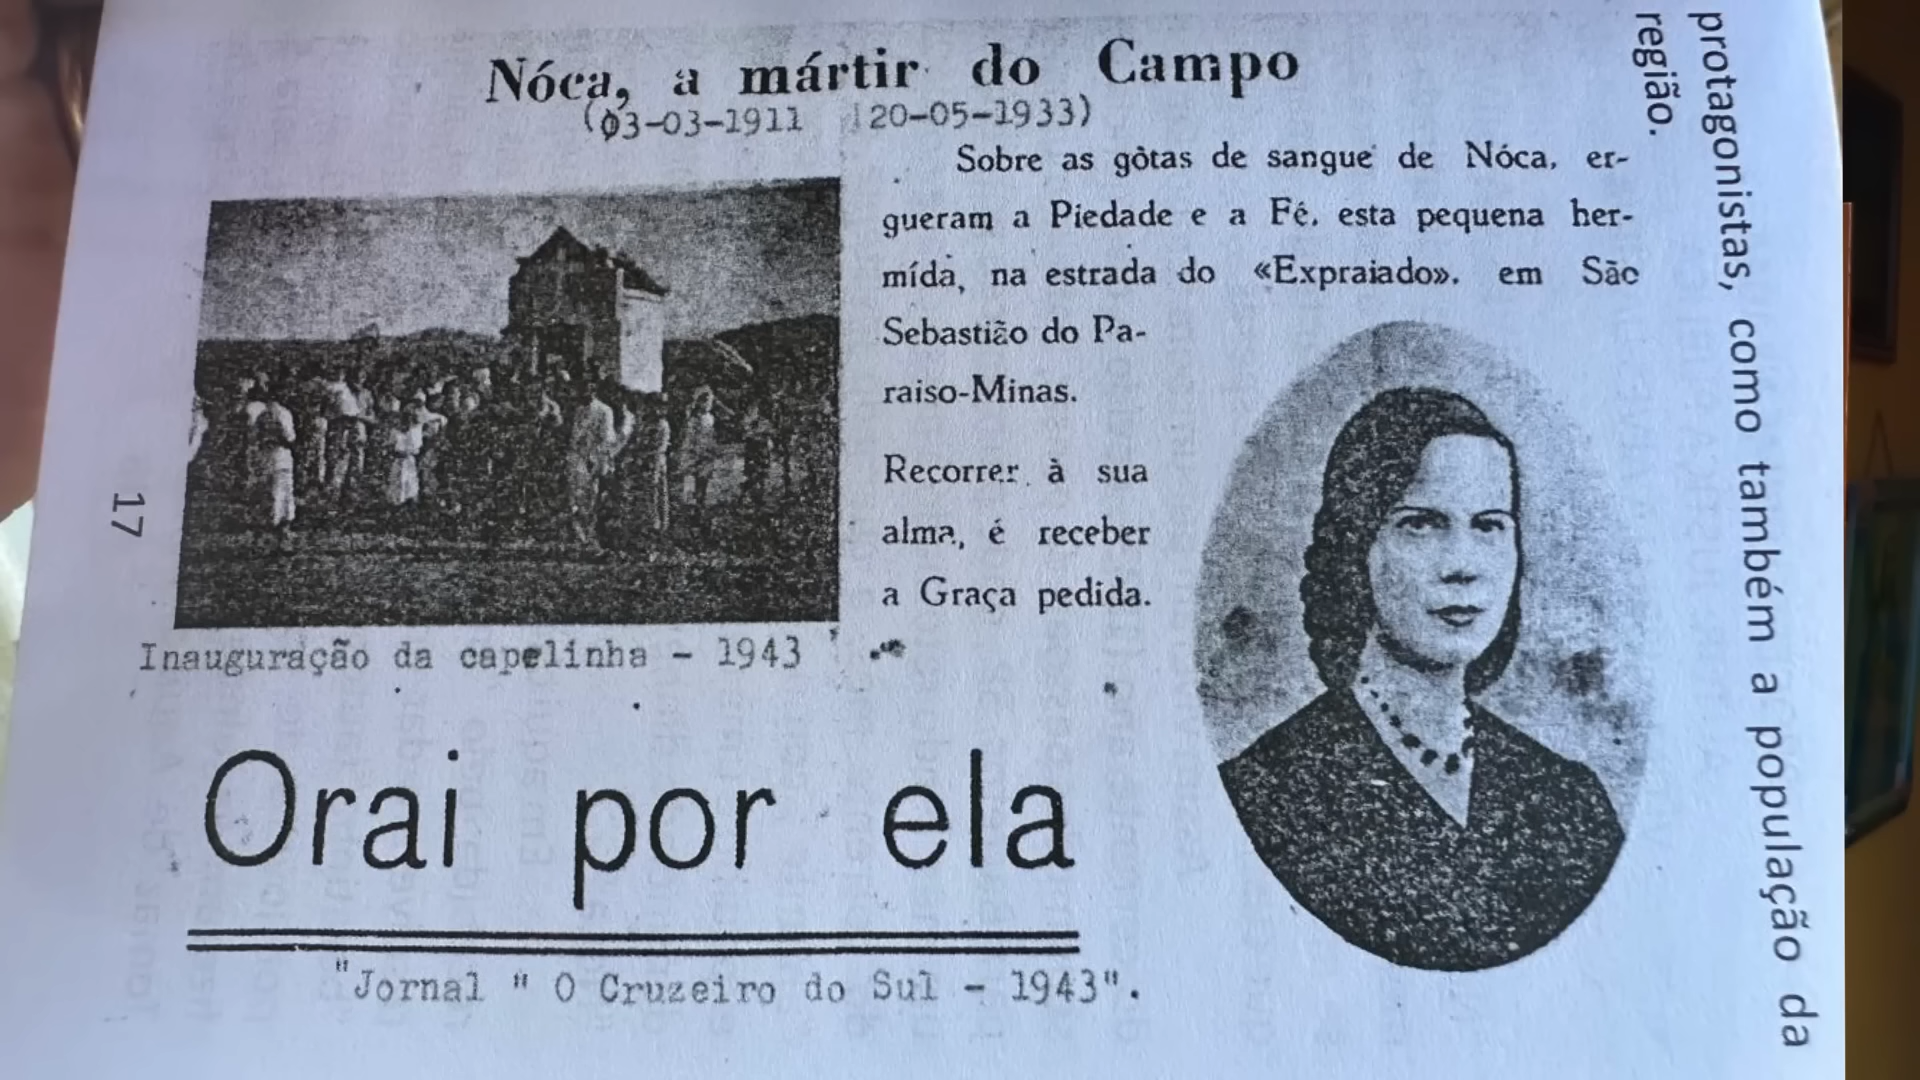 Nóca, a mártir do Campo
(03-03-1911 20-05-1933)
Sobre as gòtas de sangue de Nóca, er-
gueram a Piedade e a Fé, esta pequena her-
mída, na estrada do «Expraiado». em São
Sebastião do Pa-
raiso-Minas.
Recorrer à sua
alma, é receber
a Graça pedida.
Inauguração da capelinha - 1943
Orai por ela
"Jornal " O Cruzeiro do Sul - 1943".
17
protagonistas, como também a população da
região.